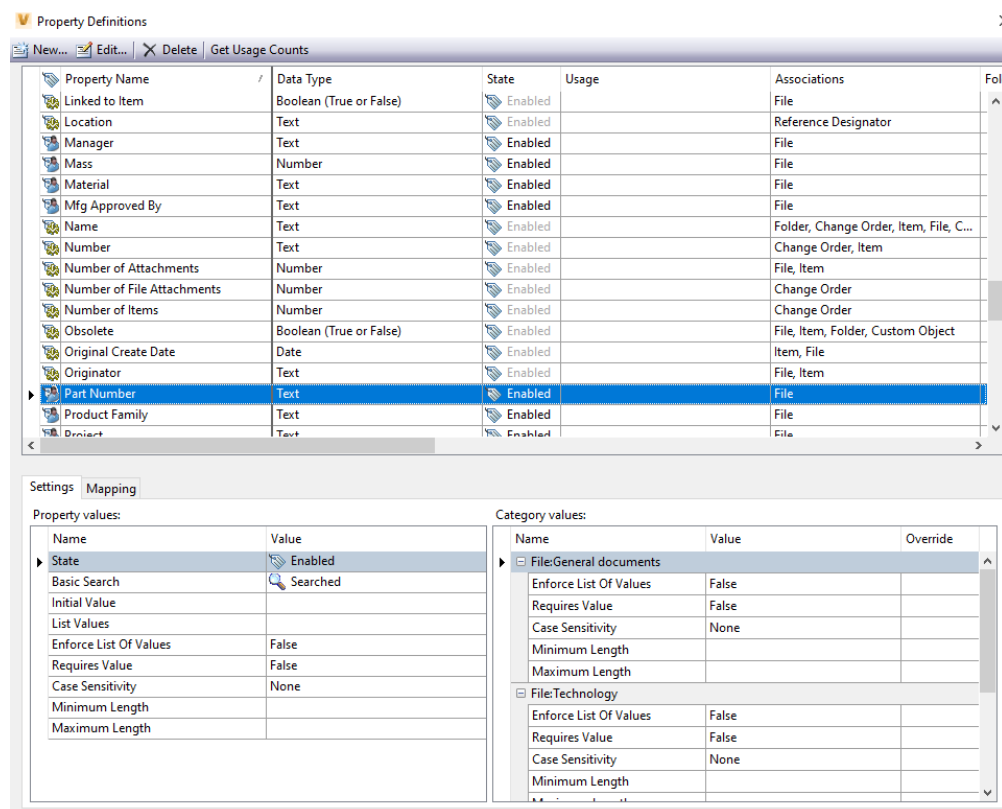 Property Definitions
New... Edit... Delete Get Usage Counts
Property Name Data Type State Usage Associations Fol
Linked to Item Boolean (True or False) Enabled File
Location Text Enabled Reference Designator
Manager Text Enabled File
Mass Number Enabled File
Material Text Enabled File
Mfg Approved By Text Enabled File
Name Text Enabled Folder, Change Order, Item, File, C...
Number Text Enabled Change Order, Item
Number of Attachments Number Enabled File, Item
Number of File Attachments Number Enabled Change Order
Number of Items Number Enabled Change Order
Obsolete Boolean (True or False) Enabled File, Item, Folder, Custom Object
Original Create Date Date Enabled Item, File
Originator Text Enabled File, Item
Part Number Text Enabled File
Product Family Text Enabled File
Project Text Enabled File
Settings Mapping
Property values: Category values:
Name Value Name Value Override
State Enabled File:General documents
Basic Search Searched Enforce List Of Values False
Initial Value Requires Value False
List Values Case Sensitivity None
Enforce List Of Values False Minimum Length
Requires Value False Maximum Length
Case Sensitivity None File:Technology
Minimum Length Enforce List Of Values False
Maximum Length Requires Value False
Case Sensitivity None
Minimum Length